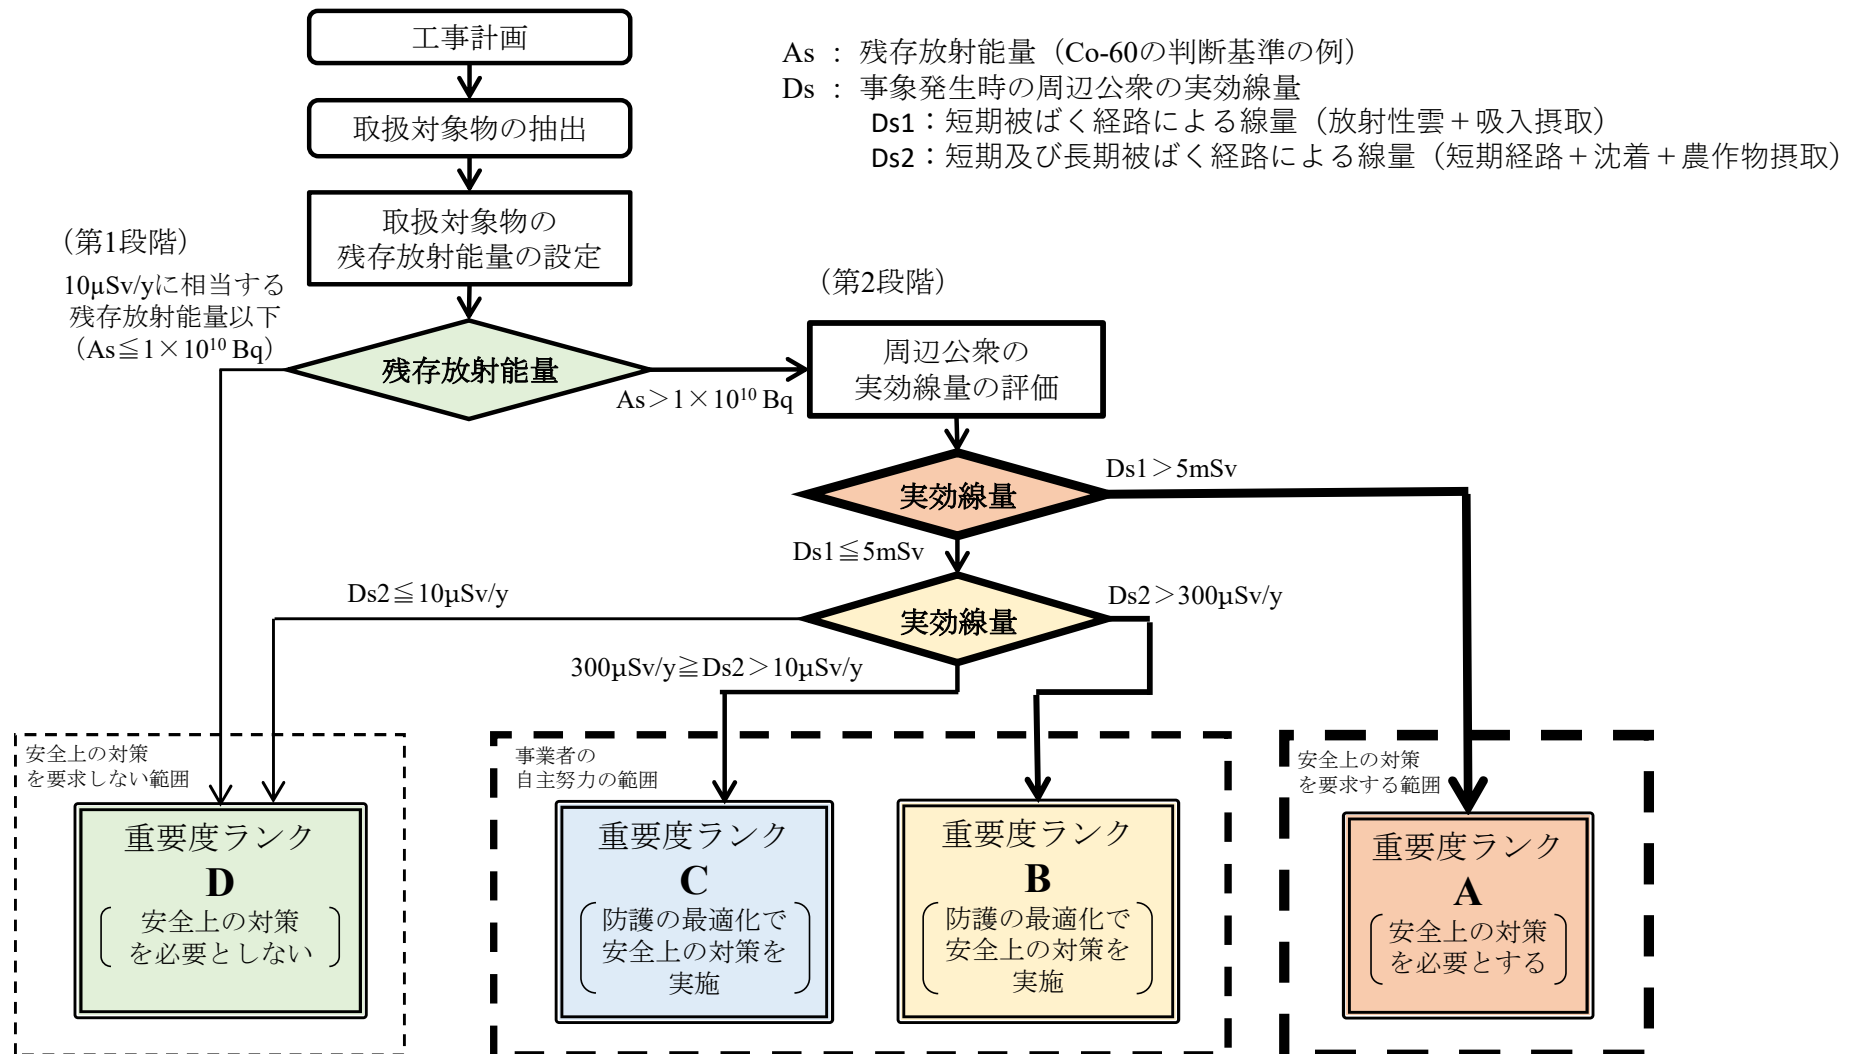 工事計画
取扱対象物の抽出
取扱対象物の
残存放射能量の設定
As : 残存放射能量（Co-60の判断基準の例）
Ds : 事象発生時の周辺公衆の実効線量
Ds1：短期被ばく経路による線量（放射性雲＋吸入摂取）
Ds2：短期及び長期被ばく経路による線量（短期経路＋沈着＋農作物摂取）
（第1段階）
10μSv/yに相当する
残存放射能量以下
（As≦1×10¹⁰ Bq）
残存放射能量
As＞1×10¹⁰ Bq
（第2段階）
周辺公衆の
実効線量の評価
実効線量
Ds1＞5mSv
Ds1≦5mSv
実効線量
Ds2≦10μSv/y
Ds2＞300μSv/y
300μSv/y≧Ds2＞10μSv/y
安全上の対策
を要求しない範囲
重要度ランク
D
安全上の対策
を必要としない
事業者の
自主努力の範囲
重要度ランク
C
防護の最適化で
安全上の対策を
実施
重要度ランク
B
防護の最適化で
安全上の対策を
実施
安全上の対策
を要求する範囲
重要度ランク
A
安全上の対策
を必要とする